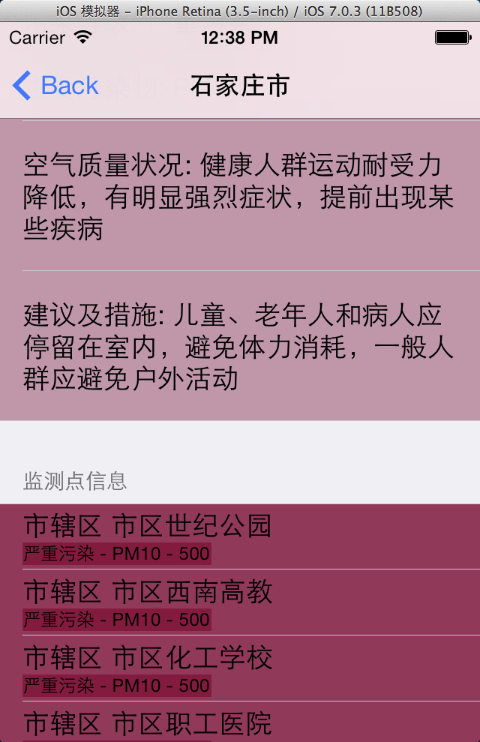 iOS 模拟器 - iPhone Retina (3.5-inch) / iOS 7.0.3 (11B508)
Carrier 12:38 PM
Back 石家庄市
空气质量状况: 健康人群运动耐受力
降低，有明显强烈症状，提前出现某
些疾病
建议及措施: 儿童、老年人和病人应
停留在室内，避免体力消耗，一般人
群应避免户外活动
监测点信息
市辖区 市区世纪公园
严重污染 - PM10 - 500
市辖区 市区西南高教
严重污染 - PM10 - 500
市辖区 市区化工学校
严重污染 - PM10 - 500
市辖区 市区职工医院